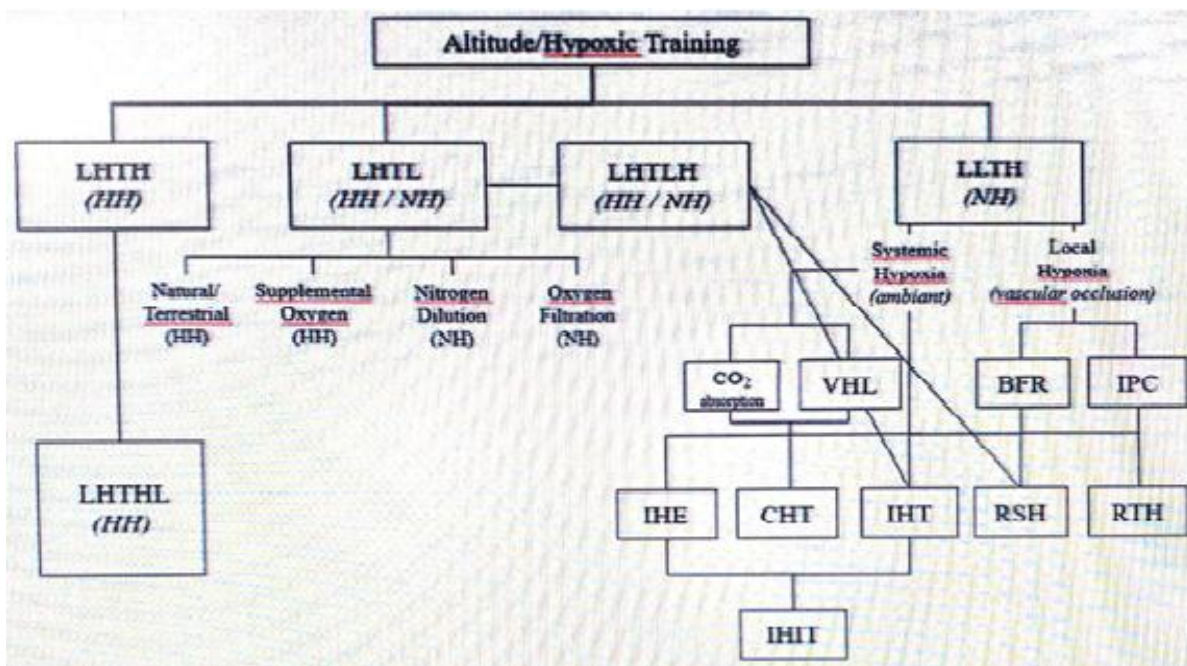 Altitude/Hypoxic Training
LHTH
(HH)
LHTL
(HH / NH)
LHTLH
(HH / NH)
LLTH
(NH)
Natural/
Terrestrial
(HH)
Supplemental
Oxygen
(HH)
Nitrogen
Dilution
(NH)
Oxygen
Filtration
(NH)
Systemic
Hypoxia
(ambiant)
Local
Hypoxia
(vascular occlusion)
CO₂
absorption
VHL
BFR
IPC
LHTHL
(HH)
IHE
CHT
IHT
RSH
RTH
IHIT